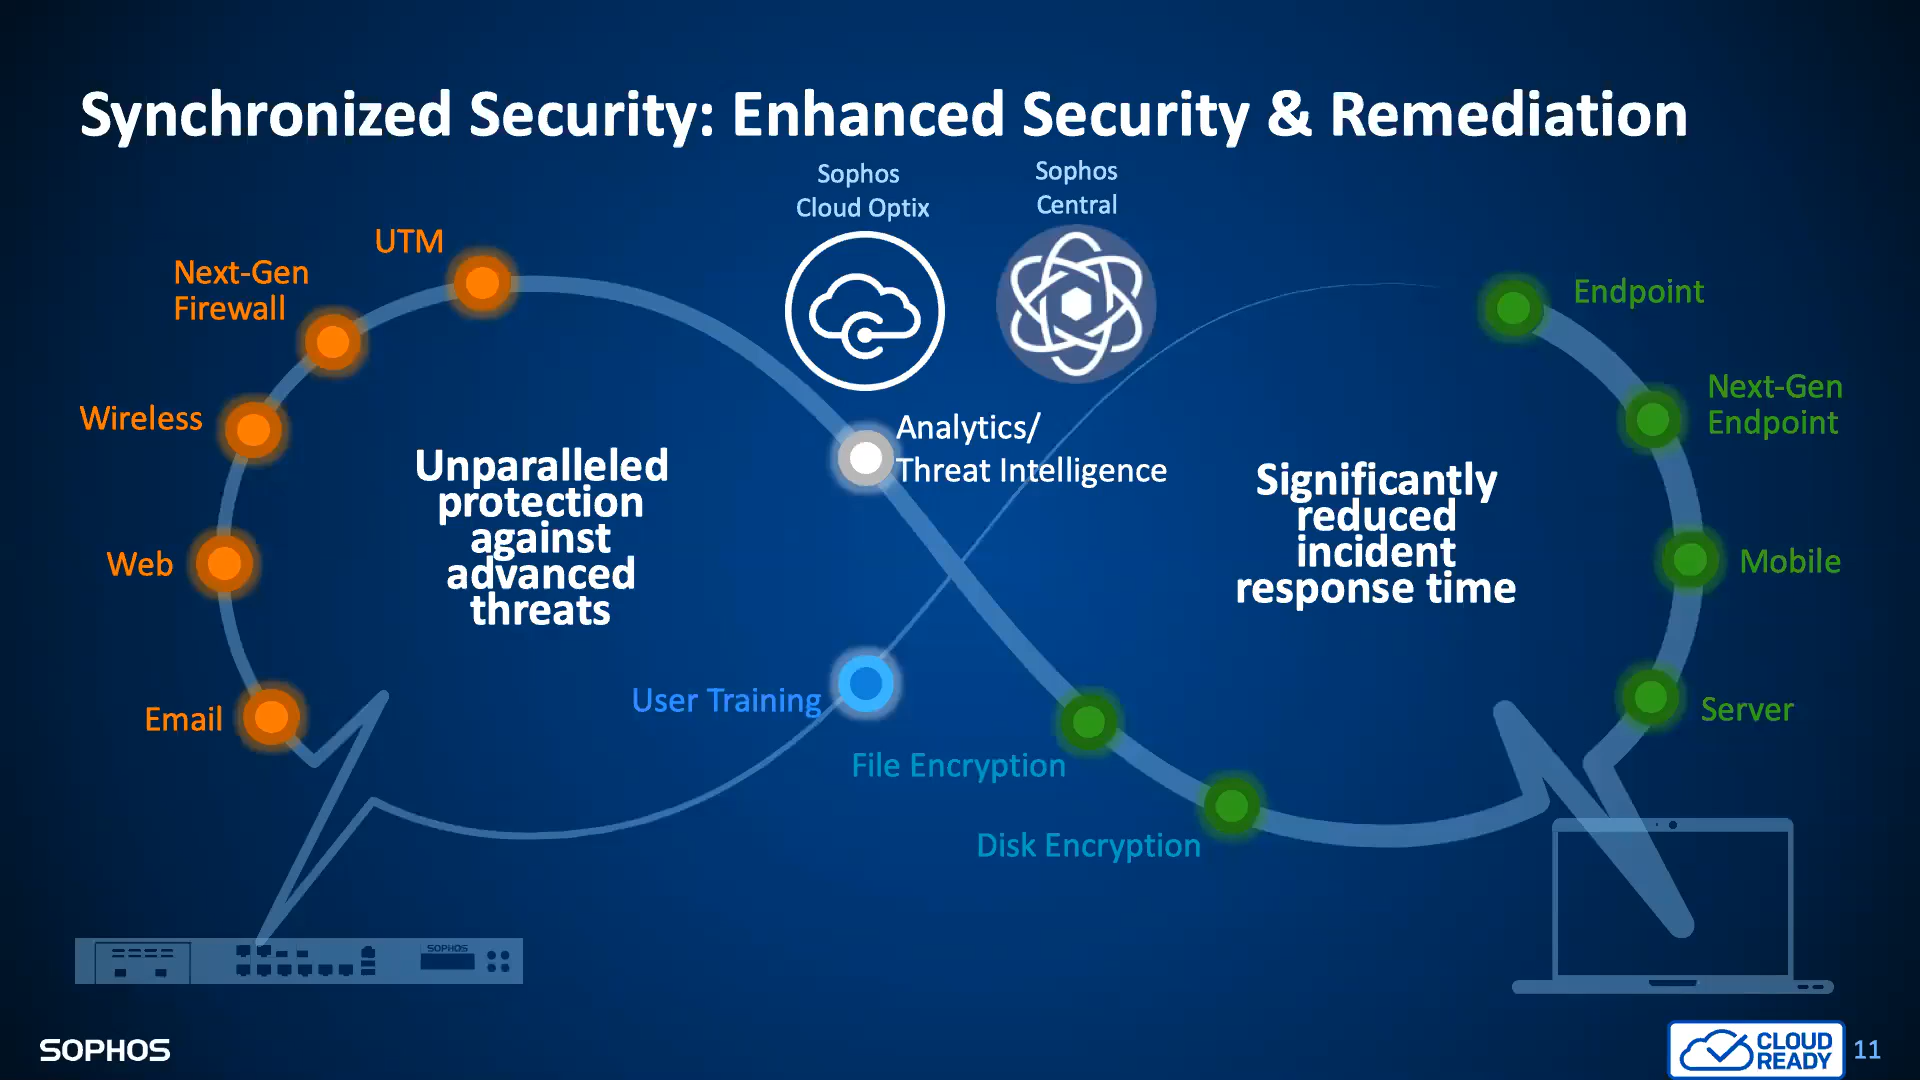 Synchronized Security: Enhanced Security & Remediation
Sophos
Cloud Optix
Sophos
Central
UTM
Next-Gen
Firewall
Wireless
Web
Email
Unparalleled
protection
against
advanced
threats
Analytics/
Threat Intelligence
User Training
File Encryption
Disk Encryption
Significantly
reduced
incident
response time
Endpoint
Next-Gen
Endpoint
Mobile
Server
SOPHOS
SOPHOS
CLOUD
READY
11